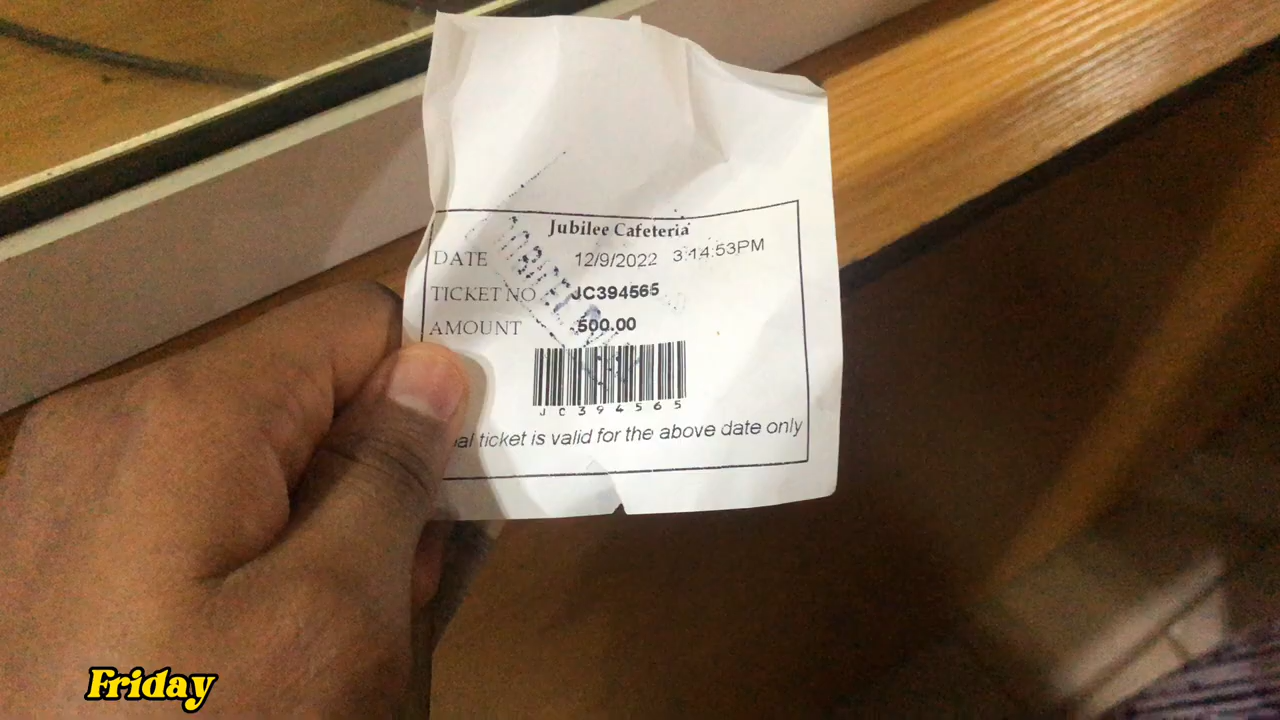 Jubilee Cafeteria
DATE 12/9/2022 3:14:53PM
TICKET NO JC394565
AMOUNT 500.00
JC394565
ticket is valid for the above date only
Friday